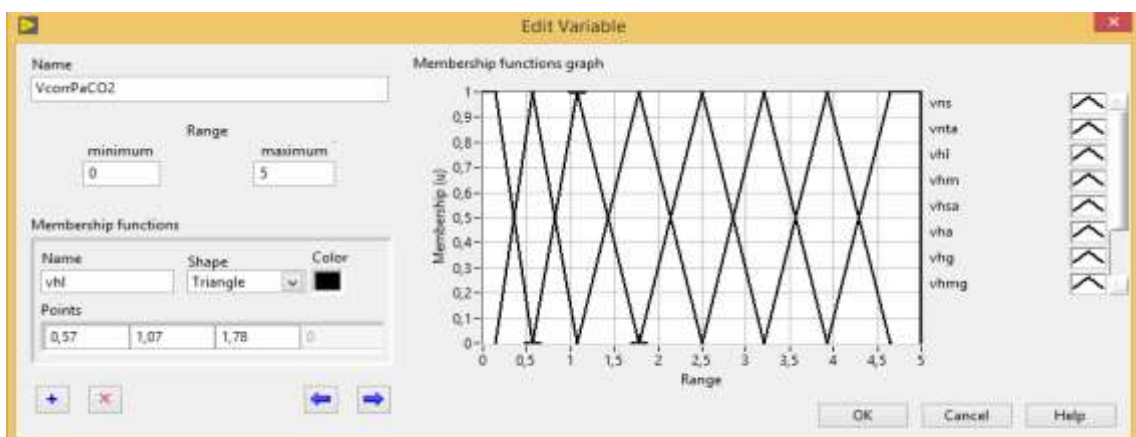 Edit Variable
Name
VcorrPaCO2
Range
minimum
maximum
0
5
Membership functions
Name
Shape
Color
vhl
Triangle
Points
0,57
1,07
1,78
0
Membership functions graph
Membership (u)
1
0,9
0,8
0,7
0,6
0,5
0,4
0,3
0,2
0,1
0
0
0,5
1
1,5
2
2,5
3
3,5
4
4,5
5
Range
vns
vnta
vhl
vhm
vhsa
vha
vhg
vhmg
OK
Cancel
Help